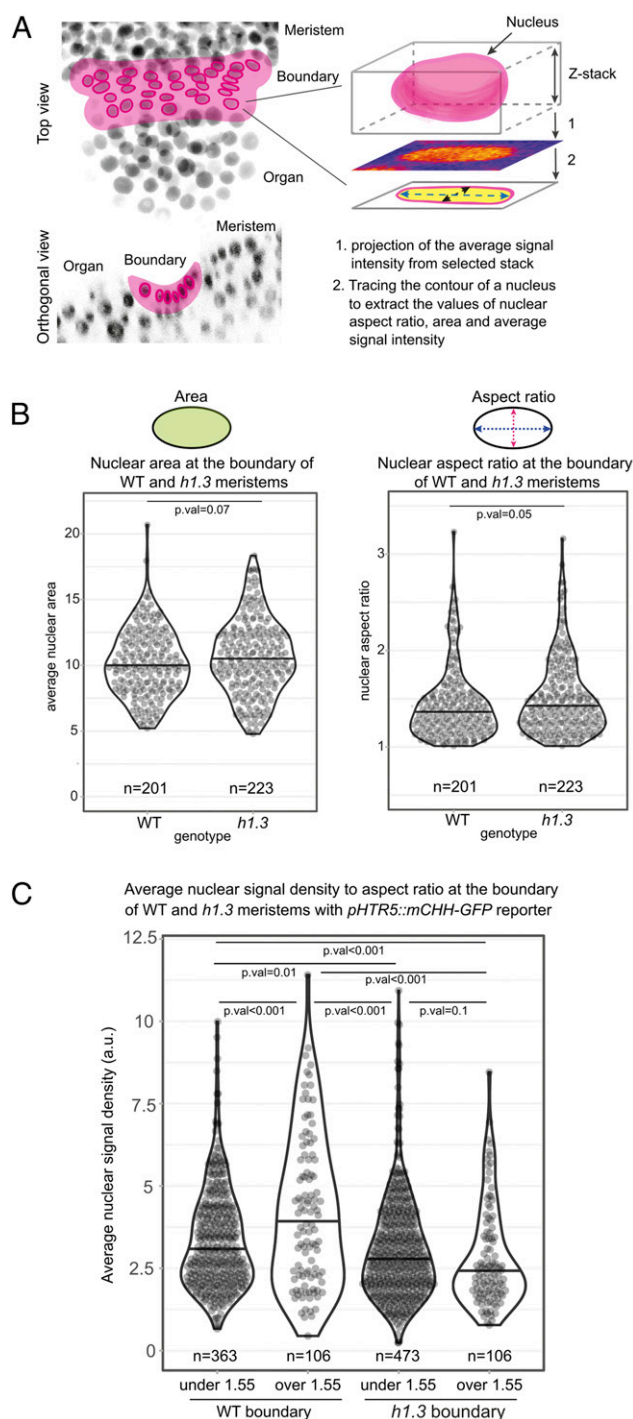 A
Top view
Meristem
Boundary
Organ
Nucleus
Z-stack
1
2
Orthogonal view
Organ
Boundary
Meristem
1. projection of the average signal
intensity from selected stack
2. Tracing the contour of a nucleus
to extract the values of nuclear
aspect ratio, area and average
signal intensity
B
Area
Nuclear area at the boundary of
WT and h1.3 meristems
p.val=0.07
average nuclear area
20
15
10
5
0
n=201
n=223
WT
h1.3
genotype
Aspect ratio
Nuclear aspect ratio at the boundary
of WT and h1.3 meristems
p.val=0.05
nuclear aspect ratio
3
2
1
n=201
n=223
WT
h1.3
genotype
C
Average nuclear signal density to aspect ratio at the boundary
of WT and h1.3 meristems with pHTR5::mCHH-GFP reporter
Average nuclear signal density (a.u.)
12.5
10
7.5
5
2.5
0
p.val<0.001
p.val=0.01
p.val<0.001
p.val<0.001
p.val<0.001
p.val=0.1
n=363
n=106
n=473
n=106
under 1.55
over 1.55
under 1.55
over 1.55
WT boundary
h1.3 boundary